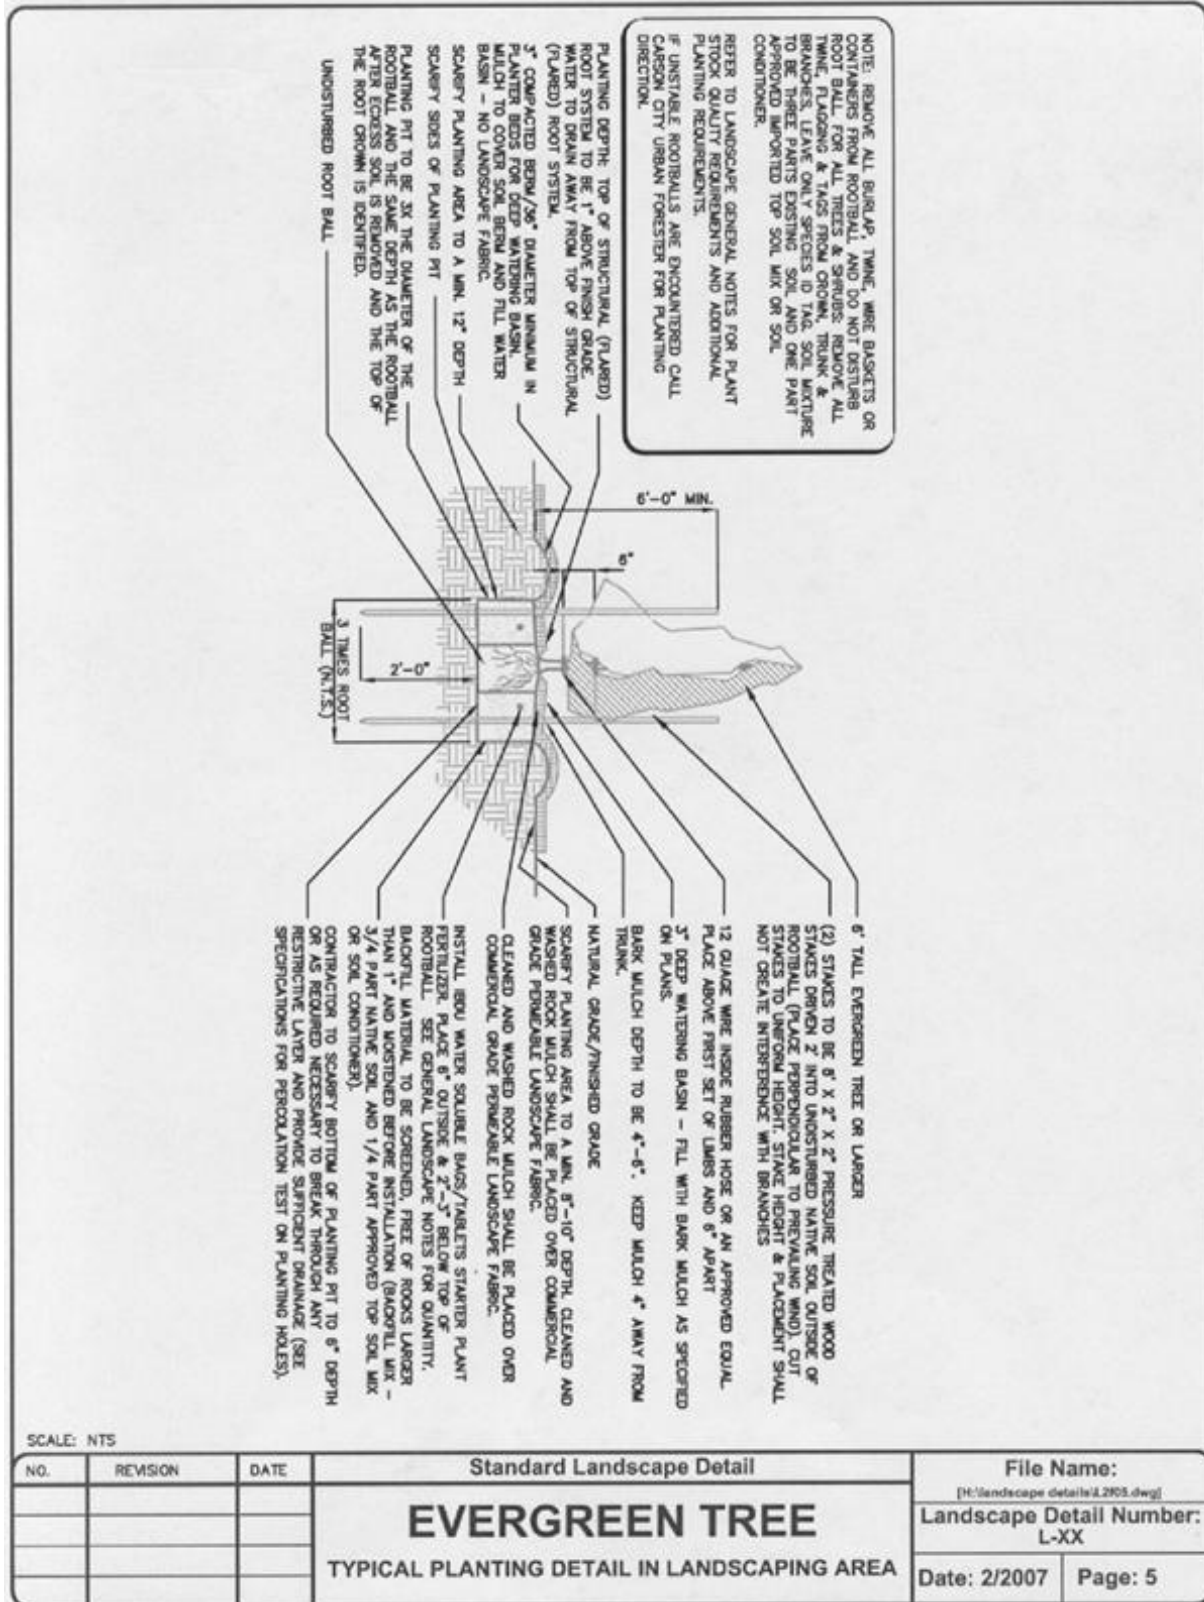 NOTE: REMOVE ALL BURLAP, TWINE, WIRE BASKETS OR
CONTAINERS FROM ROOTBALL AND DO NOT DISTURB
ROOT BALL, FOR ALL TREES & SHRUBS: REMOVE ALL
TWINE, FLAGGING & TAGS FROM CROWN, TRUNK &
BRANCHES, LEAVE ONLY SPECIES ID TAG. SOIL MIXTURE
TO BE THREE PARTS EXISTING SOIL AND ONE PART
APPROVED IMPORTED TOP SOIL MIX OR SOIL
CONDITIONER.
REFER TO LANDSCAPE GENERAL NOTES FOR PLANT
STOCK QUALITY REQUIREMENTS AND ADDITIONAL
PLANTING REQUIREMENTS.
IF UNSTABLE ROOTBALLS ARE ENCOUNTERED CALL
CARSON CITY URBAN FORESTER FOR PLANTING
DIRECTION.
PLANTING DEPTH: TOP OF STRUCTURAL (FLARED)
ROOT SYSTEM TO BE 1" ABOVE FINISH GRADE.
WATER TO DRAIN AWAY FROM TOP OF STRUCTURAL
(FLARED) ROOT SYSTEM.
3" COMPACTED BERM/36" DIAMETER MINIMUM IN
PLANTER BEDS FOR DEEP WATERING BASIN.
MULCH TO COVER SOIL BERM AND FILL WATER
BASIN - NO LANDSCAPE FABRIC.
SCARIFY PLANTING AREA TO A MIN. 12" DEPTH
SCARIFY SIDES OF PLANTING PIT
PLANTING PIT TO BE 3X THE DIAMETER OF THE
ROOTBALL AND THE SAME DEPTH AS THE ROOTBALL
AFTER ECXESS SOIL IS REMOVED AND THE TOP OF
THE ROOT CROWN IS IDENTIFIED.
UNDISTURBED ROOT BALL
6'-0" MIN.
6"
2'-0"
3 TIMES ROOT
BALL (N.T.S.)
6' TALL EVERGREEN TREE OR LARGER
(2) STAKES TO BE 8' X 2" X 2" PRESSURE TREATED WOOD
STAKES DRIVEN 2' INTO UNDISTURBED NATIVE SOIL OUTSIDE OF
ROOTBALL (PLACE PERPENDICULAR TO PREVAILING WIND). CUT
STAKES TO UNIFORM HEIGHT. STAKE HEIGHT & PLACEMENT SHALL
NOT CREATE INTERFERENCE WITH BRANCHES
12 GUAGE WIRE INSIDE RUBBER HOSE OR AN APPROVED EQUAL.
PLACE ABOVE FIRST SET OF LIMBS AND 6" APART
3" DEEP WATERING BASIN - FILL WITH BARK MULCH AS SPECIFIED
ON PLANS.
BARK MULCH DEPTH TO BE 4"-6". KEEP MULCH 4" AWAY FROM
TRUNK.
NATURAL GRADE/FINISHED GRADE
SCARIFY PLANTING AREA TO A MIN. 8"-10" DEPTH. CLEANED AND
WASHED ROCK MULCH SHALL BE PLACED OVER COMMERCIAL
GRADE PERMEABLE LANDSCAPE FABRIC.
CLEANED AND WASHED ROCK MULCH SHALL BE PLACED OVER
COMMERCIAL GRADE PERMEABLE LANDSCAPE FABRIC.
INSTALL IBDU WATER SOLUBLE BAGS/TABLETS STARTER PLANT
FERTILIZER. PLACE 6" OUTSIDE & 2"-3" BELOW TOP OF
ROOTBALL. SEE GENERAL LANDSCAPE NOTES FOR QUANTITY.
BACKFILL MATERIAL TO BE SCREENED, FREE OF ROCKS LARGER
THAN 1" AND MOISTENED BEFORE INSTALLATION (BACKFILL MIX -
3/4 PART NATIVE SOIL AND 1/4 PART APPROVED TOP SOIL MIX
OR SOIL CONDITIONER).
CONTRACTOR TO SCARIFY BOTTOM OF PLANTING PIT TO 6" DEPTH
OR AS REQUIRED NECESSARY TO BREAK THROUGH ANY
RESTRICTIVE LAYER AND PROVIDE SUFFICIENT DRAINAGE (SEE
SPECIFICATIONS FOR PERCOLATION TEST ON PLANTING HOLES).
SCALE: NTS
NO. REVISION DATE
Standard Landscape Detail
EVERGREEN TREE
TYPICAL PLANTING DETAIL IN LANDSCAPING AREA
File Name:
[H:\landscape details\L2f05.dwg]
Landscape Detail Number:
L-XX
Date: 2/2007 Page: 5